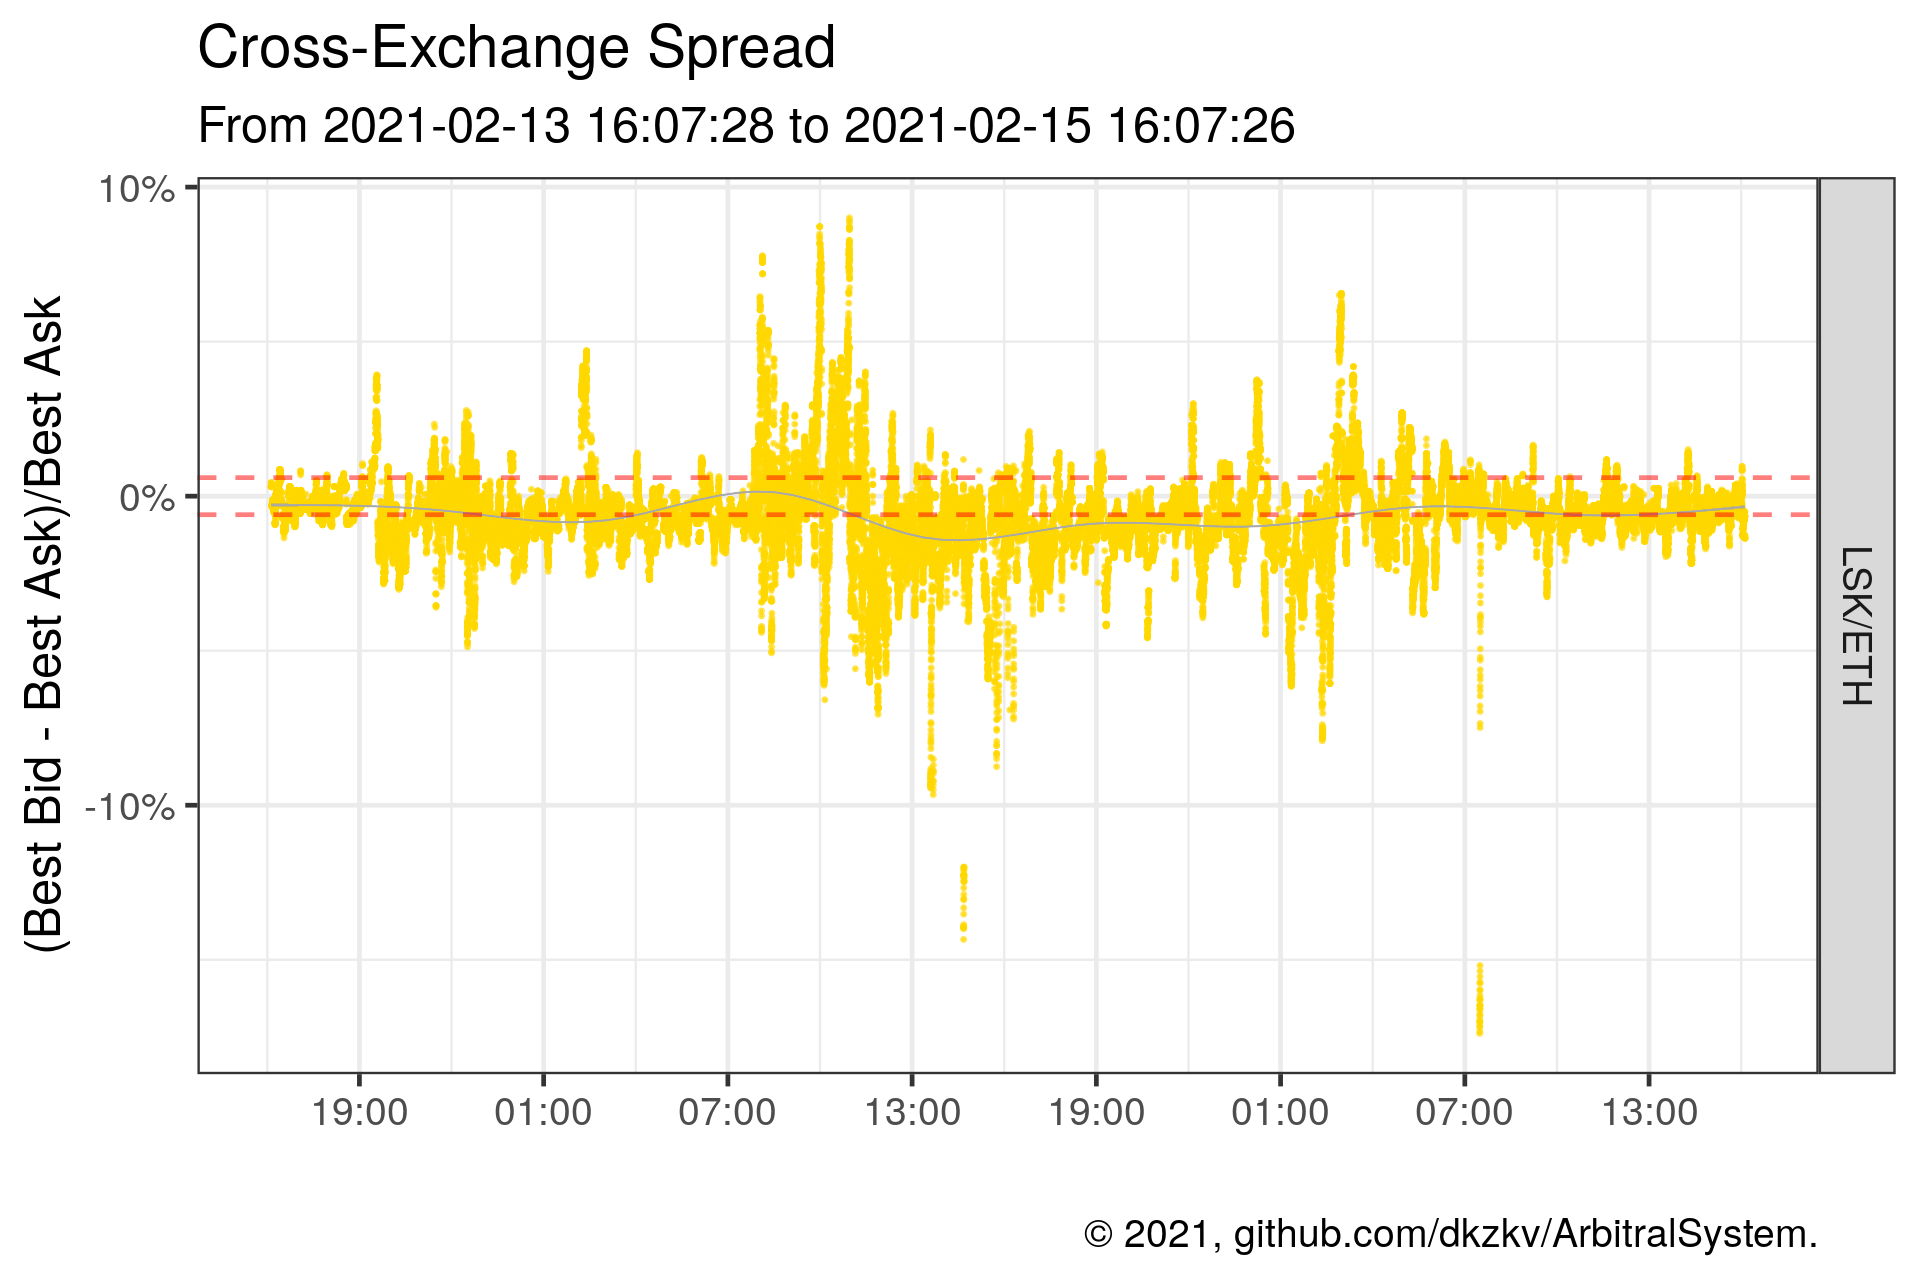 Cross-Exchange Spread
From 2021-02-13 16:07:28 to 2021-02-15 16:07:26
(Best Bid - Best Ask)/Best Ask
10%
0%
-10%
LSK/ETH
19:00 01:00 07:00 13:00 19:00 01:00 07:00 13:00
© 2021, github.com/dkzkv/ArbitralSystem.